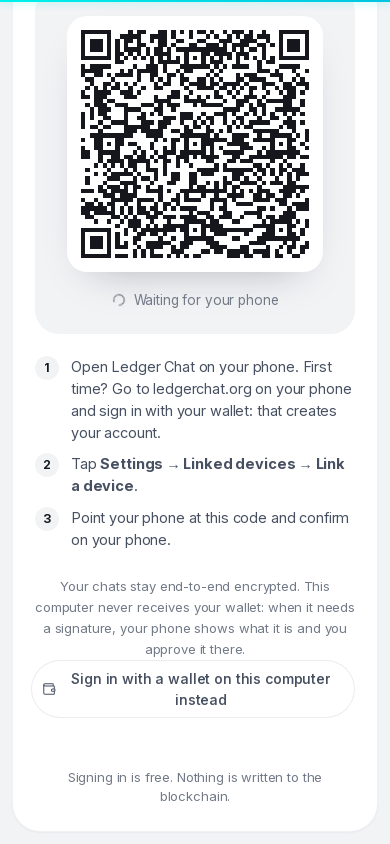 Waiting for your phone
1 Open Ledger Chat on your phone. First
time? Go to ledgerchat.org on your phone
and sign in with your wallet: that creates
your account.
2 Tap Settings → Linked devices → Link
a device.
3 Point your phone at this code and confirm
on your phone.
Your chats stay end-to-end encrypted. This
computer never receives your wallet: when it needs
a signature, your phone shows what it is and you
approve it there.
Sign in with a wallet on this computer
instead
Signing in is free. Nothing is written to the
blockchain.